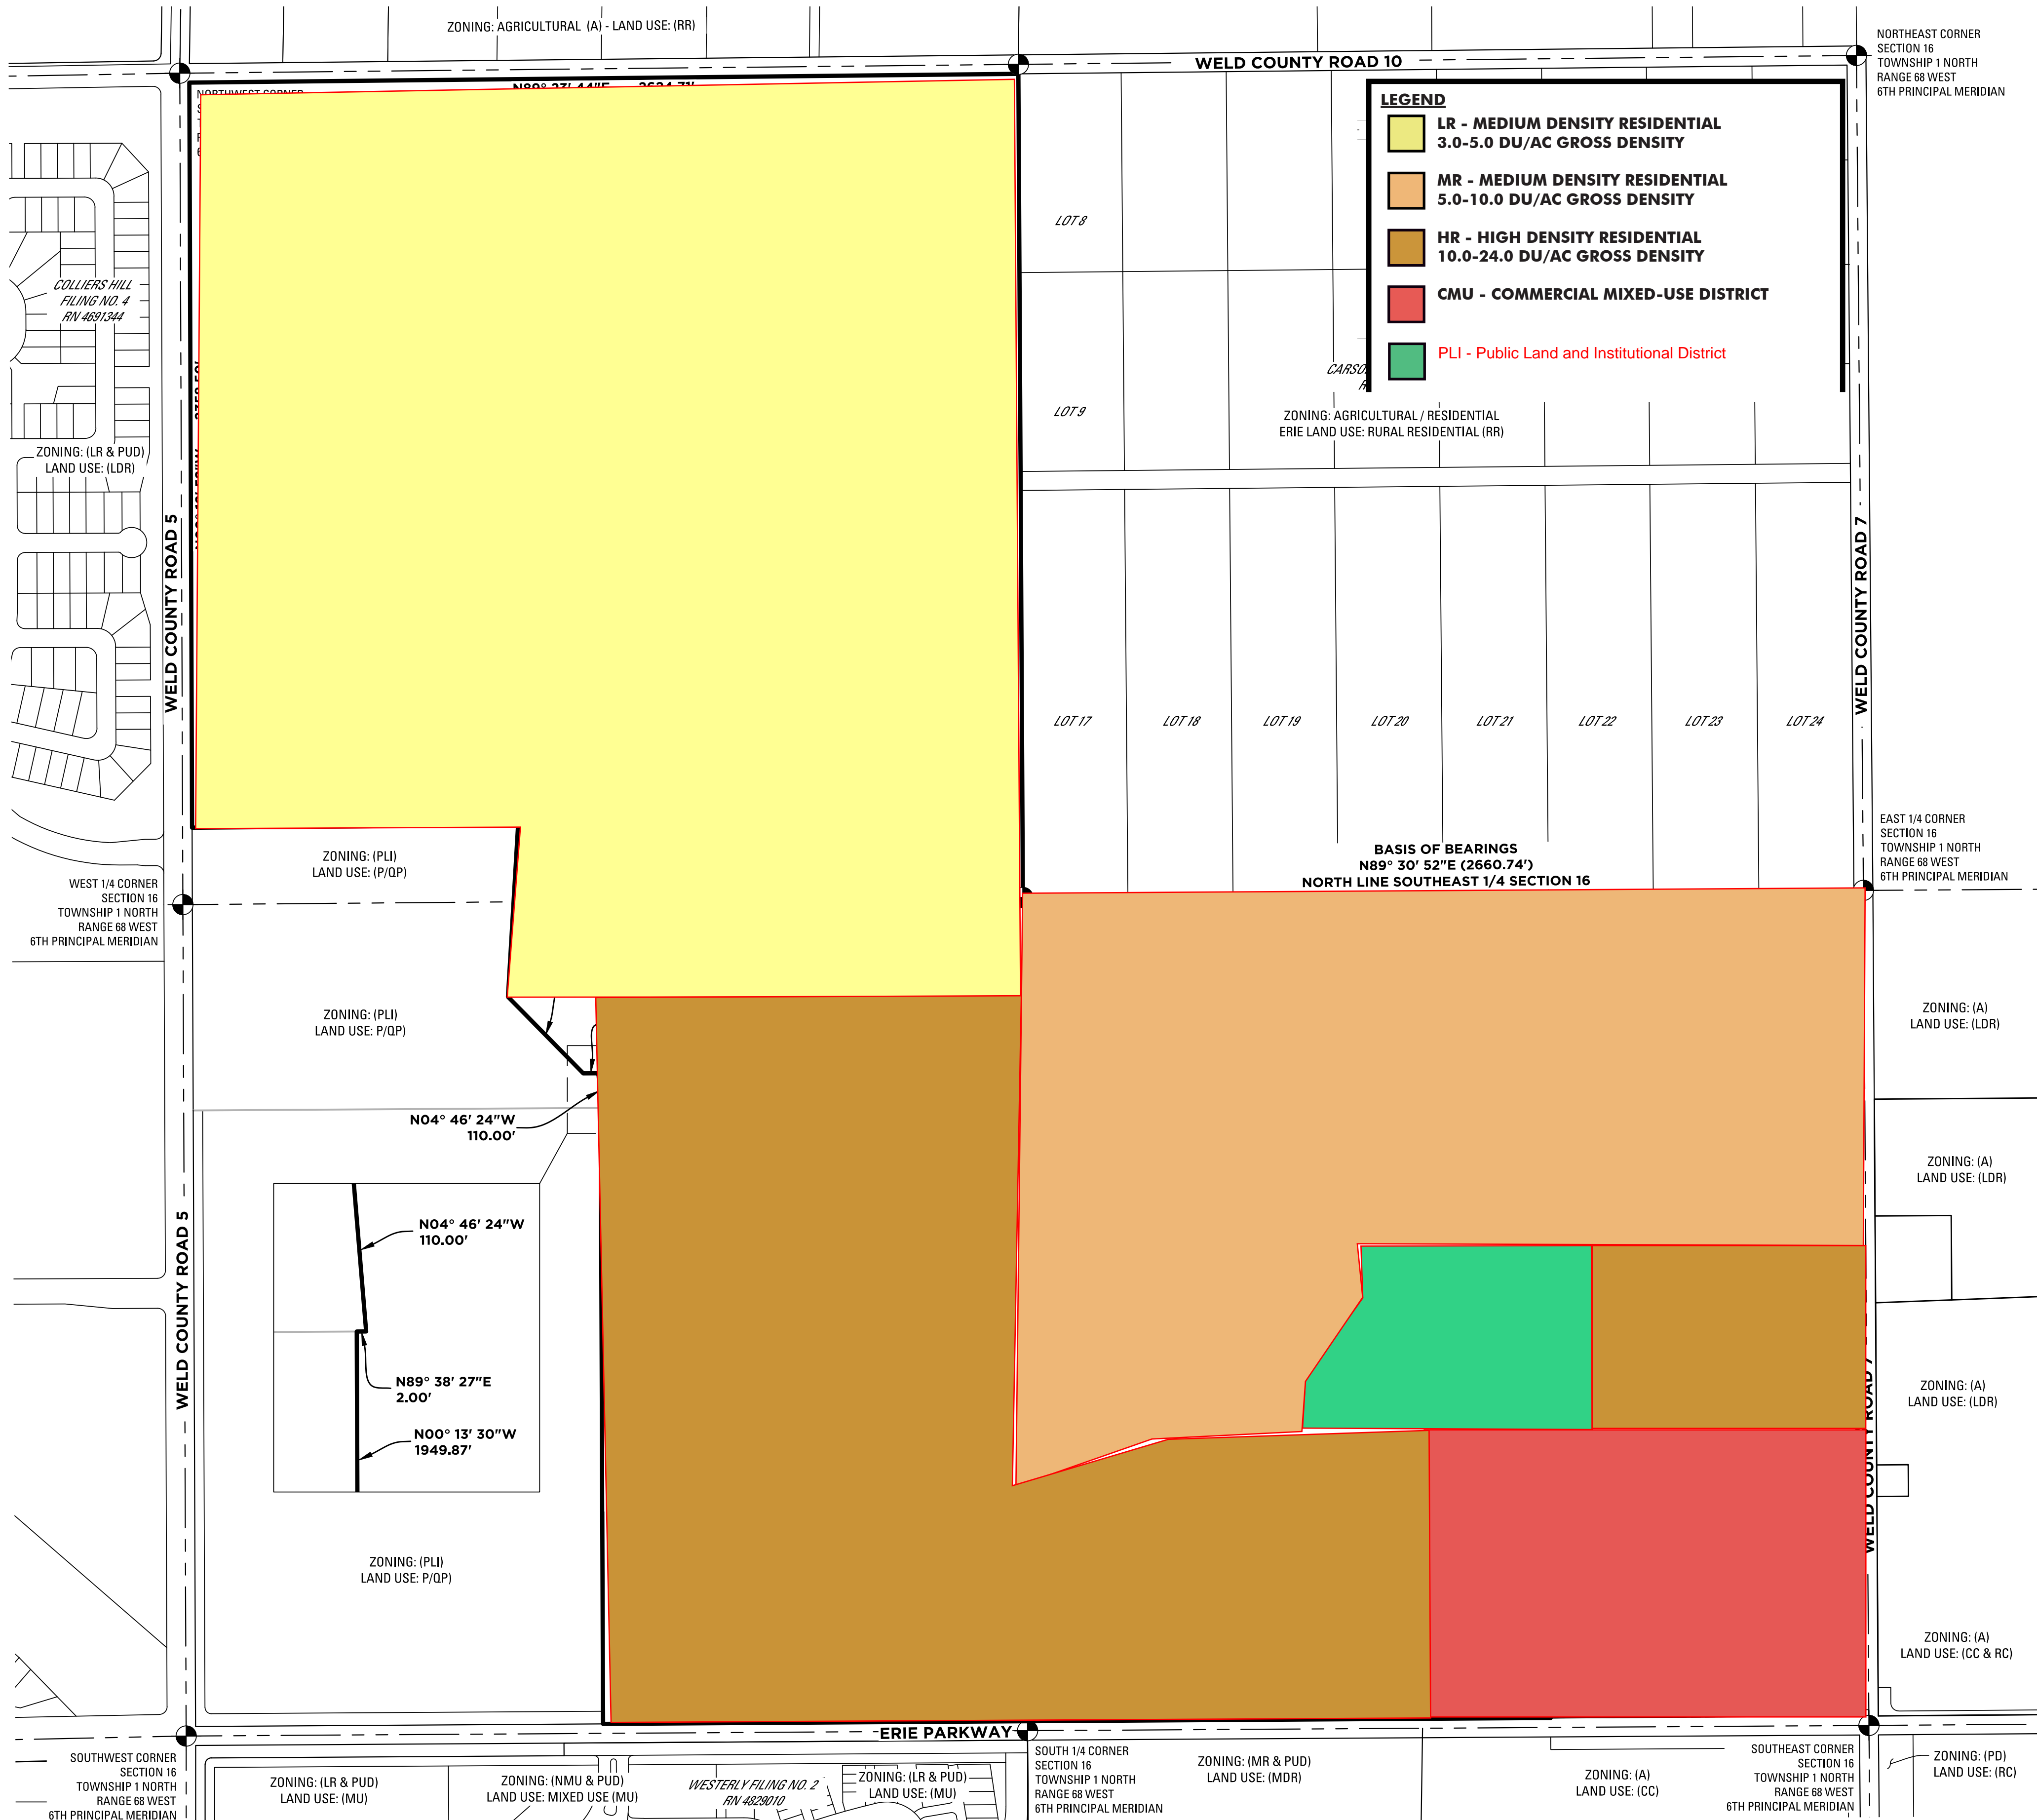 ZONING: AGRICULTURAL (A) - LAND USE: (RR)
NORTHEAST CORNER
SECTION 16
TOWNSHIP 1 NORTH
RANGE 68 WEST
6TH PRINCIPAL MERIDIAN
WELD COUNTY ROAD 10
NORTHWEST CORNER
N89° 23' 44"E 2624.71'
LEGEND
LR - MEDIUM DENSITY RESIDENTIAL
3.0-5.0 DU/AC GROSS DENSITY
MR - MEDIUM DENSITY RESIDENTIAL
5.0-10.0 DU/AC GROSS DENSITY
HR - HIGH DENSITY RESIDENTIAL
10.0-24.0 DU/AC GROSS DENSITY
CMU - COMMERCIAL MIXED-USE DISTRICT
PLI - Public Land and Institutional District
LOT 8
COLLIERS HILL
FILING NO. 4
RN 4691344
LOT 9
ZONING: AGRICULTURAL / RESIDENTIAL
ERIE LAND USE: RURAL RESIDENTIAL (RR)
ZONING: (LR & PUD)
LAND USE: (LDR)
WELD COUNTY ROAD 5
WELD COUNTY ROAD 7
LOT 17
LOT 18
LOT 19
LOT 20
LOT 21
LOT 22
LOT 23
LOT 24
EAST 1/4 CORNER
SECTION 16
TOWNSHIP 1 NORTH
RANGE 68 WEST
6TH PRINCIPAL MERIDIAN
BASIS OF BEARINGS
N89° 30' 52"E (2660.74')
NORTH LINE SOUTHEAST 1/4 SECTION 16
ZONING: (PLI)
LAND USE: (P/QP)
WEST 1/4 CORNER
SECTION 16
TOWNSHIP 1 NORTH
RANGE 68 WEST
6TH PRINCIPAL MERIDIAN
ZONING: (PLI)
LAND USE: P/QP)
ZONING: (A)
LAND USE: (LDR)
N04° 46' 24"W
110.00'
ZONING: (A)
LAND USE: (LDR)
WELD COUNTY ROAD 5
N04° 46' 24"W
110.00'
N89° 38' 27"E
2.00'
N00° 13' 30"W
1949.87'
ZONING: (A)
LAND USE: (LDR)
WELD COUNTY ROAD 7
ZONING: (PLI)
LAND USE: P/QP)
ZONING: (A)
LAND USE: (CC & RC)
ERIE PARKWAY
SOUTHWEST CORNER
SECTION 16
TOWNSHIP 1 NORTH
RANGE 68 WEST
6TH PRINCIPAL MERIDIAN
ZONING: (LR & PUD)
LAND USE: (MU)
ZONING: (NMU & PUD)
LAND USE: MIXED USE (MU)
WESTERLY FILING NO. 2
RN 4829010
ZONING: (LR & PUD)
LAND USE: (MU)
SOUTH 1/4 CORNER
SECTION 16
TOWNSHIP 1 NORTH
RANGE 68 WEST
6TH PRINCIPAL MERIDIAN
ZONING: (MR & PUD)
LAND USE: (MDR)
ZONING: (A)
LAND USE: (CC)
SOUTHEAST CORNER
SECTION 16
TOWNSHIP 1 NORTH
RANGE 68 WEST
6TH PRINCIPAL MERIDIAN
ZONING: (PD)
LAND USE: (RC)